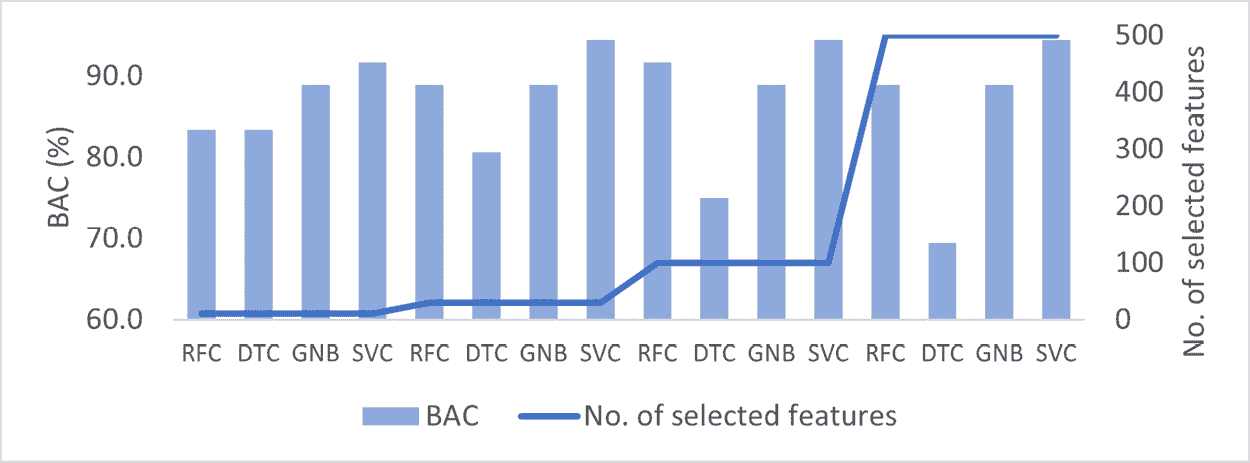 BAC (%)
90.0
80.0
70.0
60.0
500
400
300
200
100
0
No. of selected features
RFC DTC GNB SVC RFC DTC GNB SVC RFC DTC GNB SVC RFC DTC GNB SVC
BAC No. of selected features